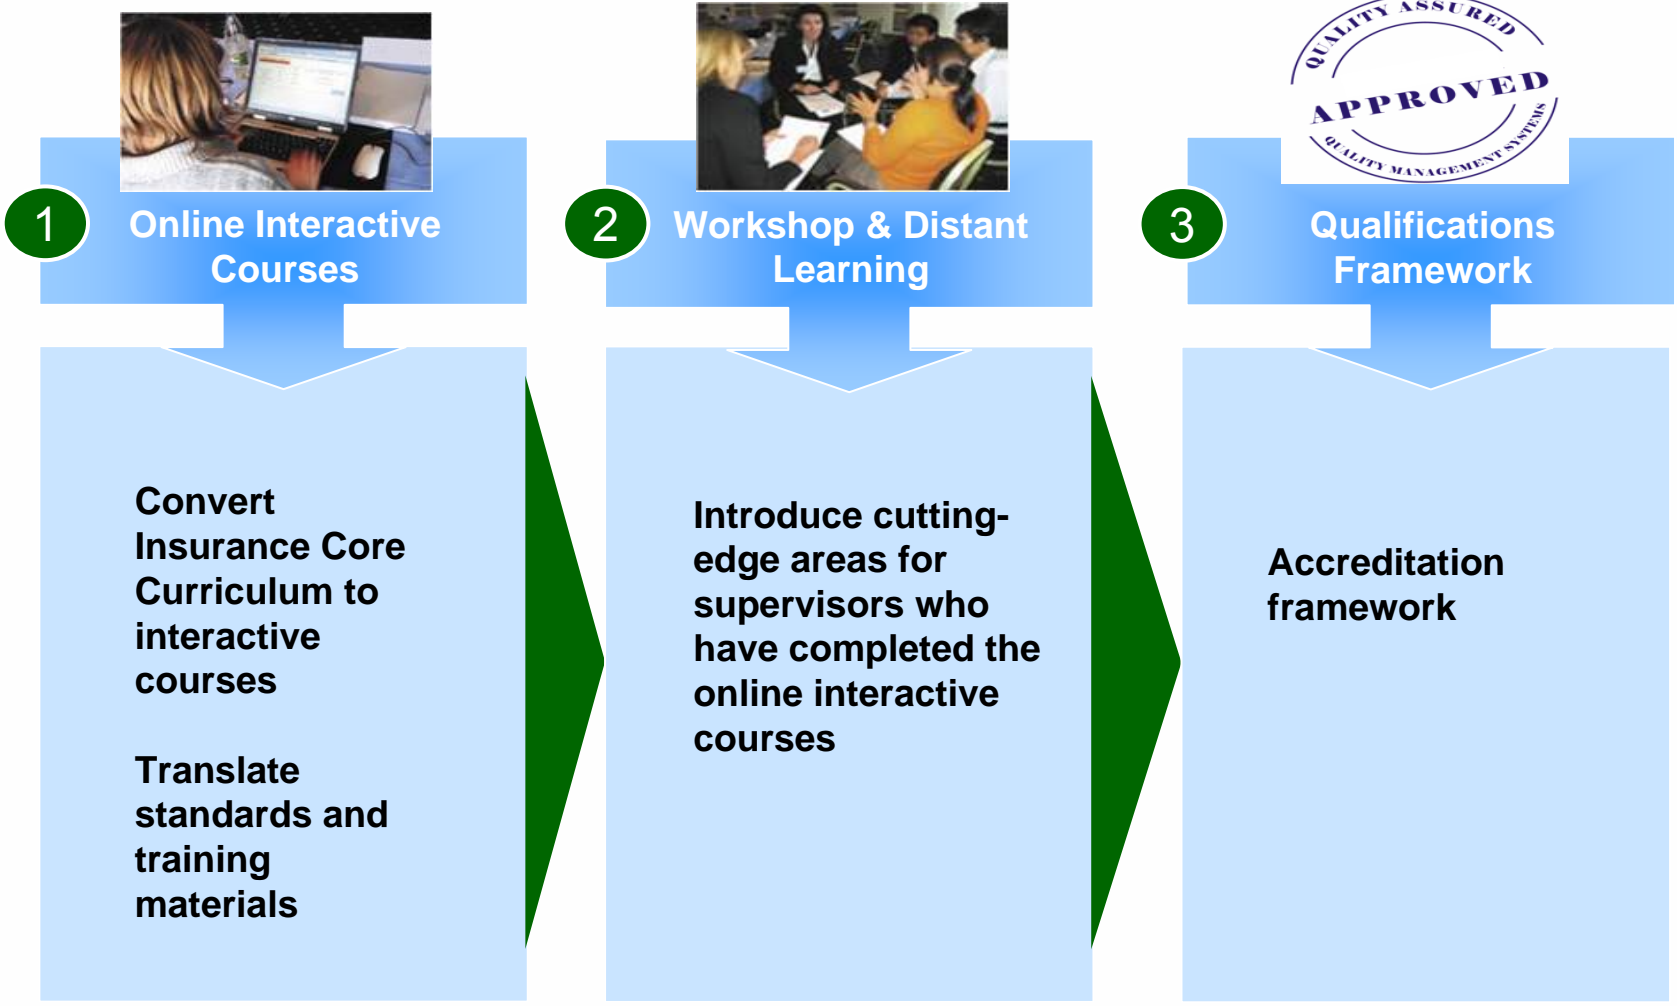 QUALITY ASSURED
APPROVED
QUALITY MANAGEMENT SYSTEMS
1
Online Interactive
Courses
2
Workshop & Distant
Learning
3
Qualifications
Framework
Convert
Insurance Core
Curriculum to
interactive
courses
Translate
standards and
training
materials
Introduce cutting-
edge areas for
supervisors who
have completed the
online interactive
courses
Accreditation
framework